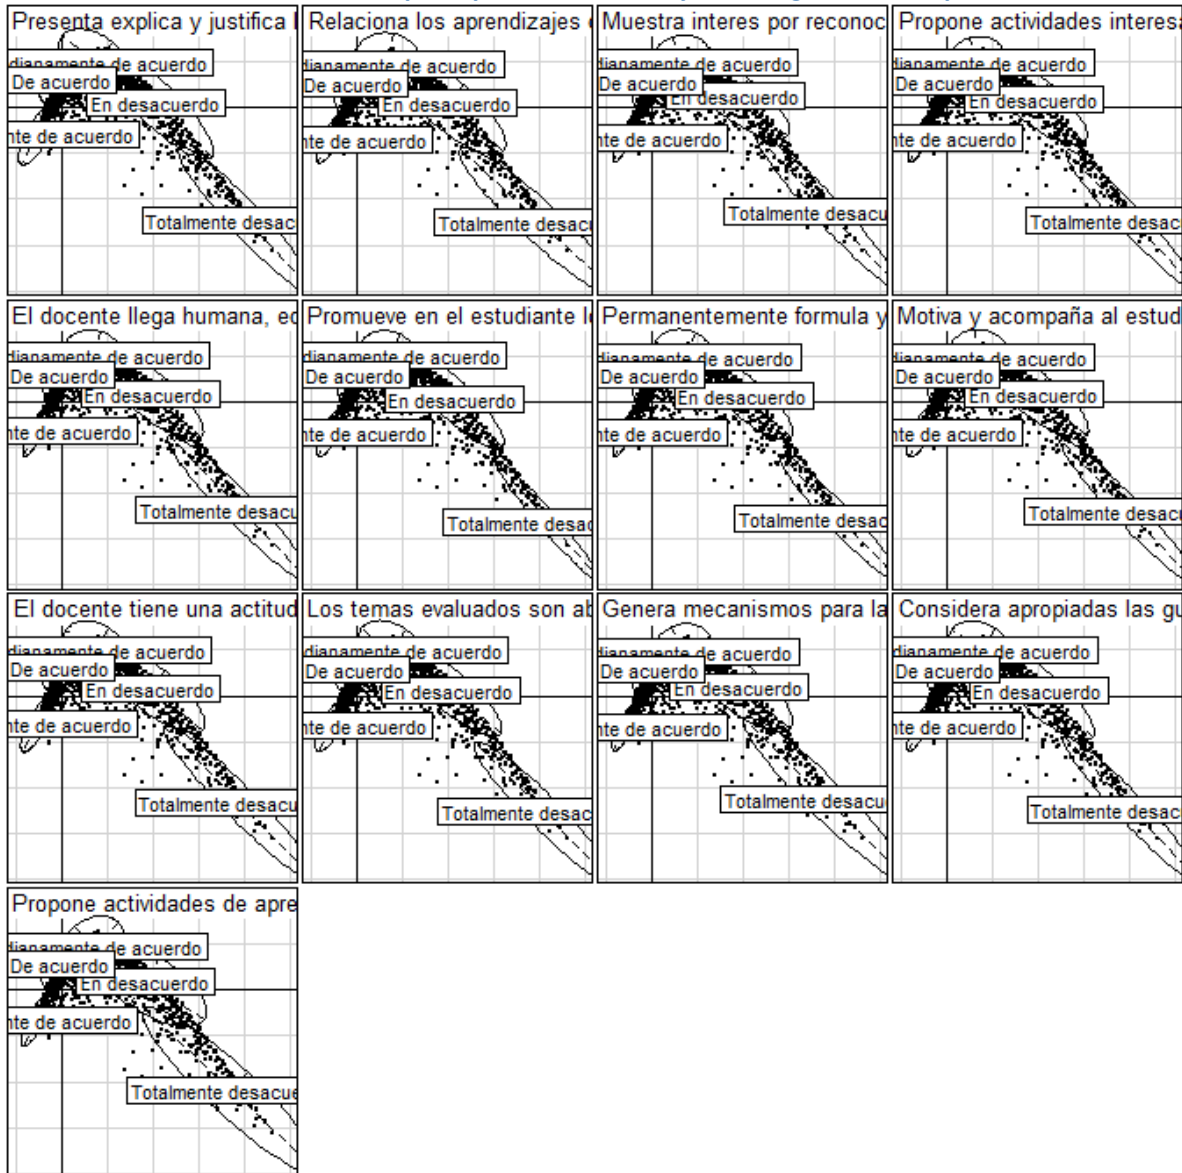 Presenta explica y justifica l
dianamente de acuerdo
De acuerdo
En desacuerdo
nte de acuerdo
Totalmente desac
Relaciona los aprendizajes
dianamente de acuerdo
De acuerdo
En desacuerdo
nte de acuerdo
Totalmente desac
Muestra interes por reconoc
dianamente de acuerdo
De acuerdo
En desacuerdo
nte de acuerdo
Totalmente desacu
Propone actividades interesa
dianamente de acuerdo
De acuerdo
En desacuerdo
nte de acuerdo
Totalmente desac
El docente llega humana, ec
dianamente de acuerdo
De acuerdo
En desacuerdo
nte de acuerdo
Totalmente desacu
Promueve en el estudiante l
dianamente de acuerdo
De acuerdo
En desacuerdo
nte de acuerdo
Totalmente desac
Permanentemente formula y
dianamente de acuerdo
De acuerdo
En desacuerdo
nte de acuerdo
Totalmente desac
Motiva y acompaña al estud
dianamente de acuerdo
De acuerdo
En desacuerdo
nte de acuerdo
Totalmente desacu
El docente tiene una actitud
dianamente de acuerdo
De acuerdo
En desacuerdo
nte de acuerdo
Totalmente desacu
Los temas evaluados son ab
dianamente de acuerdo
De acuerdo
En desacuerdo
nte de acuerdo
Totalmente desac
Genera mecanismos para la
dianamente de acuerdo
De acuerdo
En desacuerdo
nte de acuerdo
Totalmente desacu
Considera apropiadas las gu
dianamente de acuerdo
De acuerdo
En desacuerdo
nte de acuerdo
Totalmente desac
Propone actividades de apre
dianamente de acuerdo
De acuerdo
En desacuerdo
nte de acuerdo
Totalmente desacue